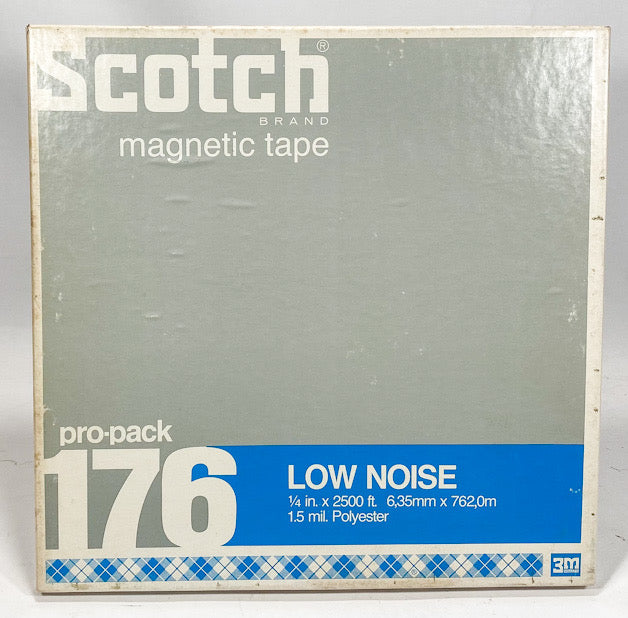 Scotch®
BRAND
magnetic tape
pro-pack
176
LOW NOISE
¼ in. x 2500 ft. 6,35mm x 762,0m
1.5 mil. Polyester
® 3M